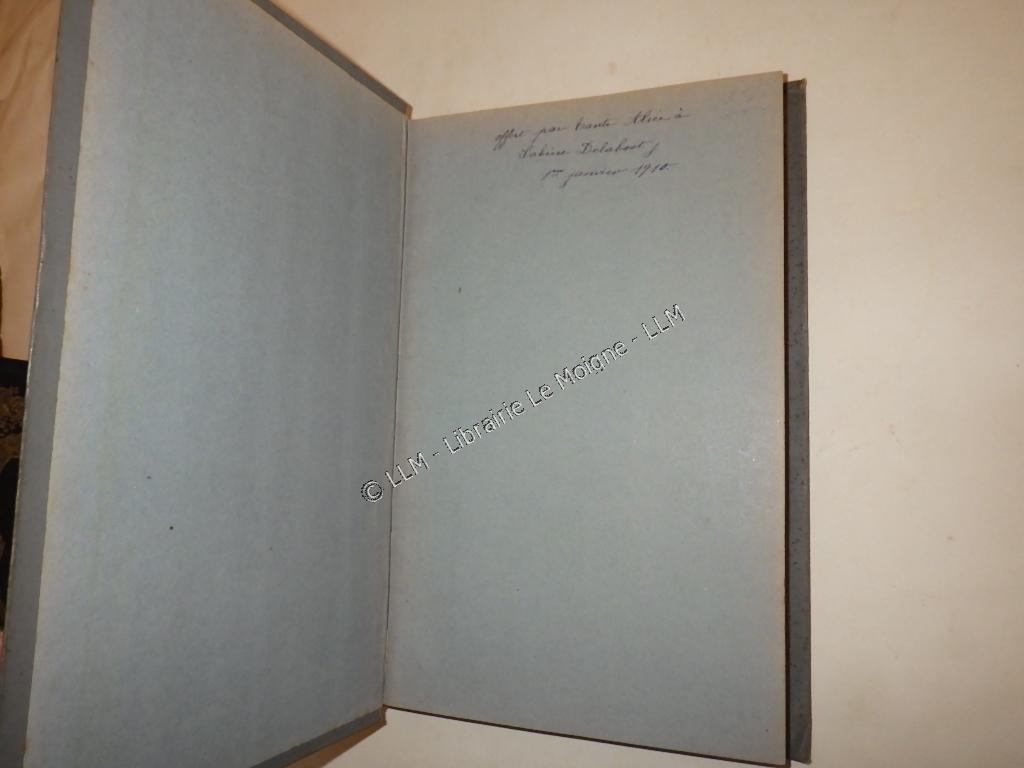 offert par tante Alice à
Sabine Delabost
1er janvier 1910.
© LLM - Librairie Le Moigne - LLM